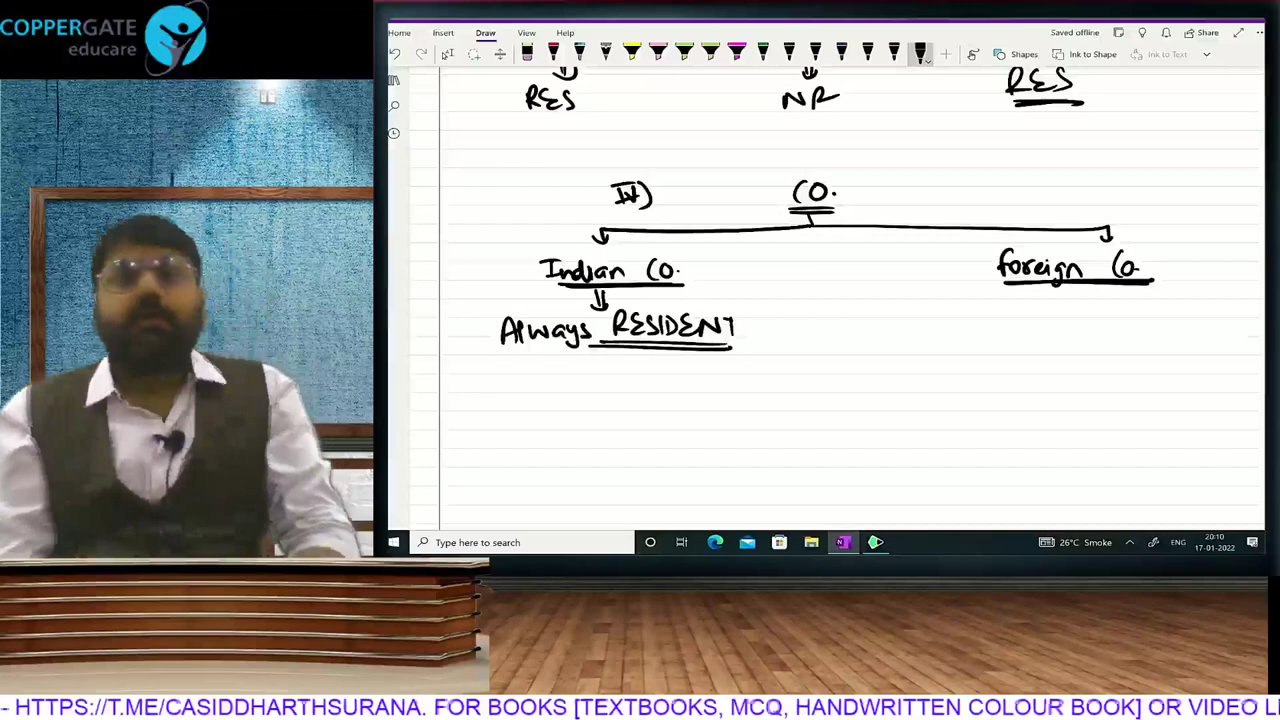 COPPERGATE
educare
Home Insert Draw View Help
Saved offline
Share
Shapes
Ink to Shape
Ink to Text
RES NR RES
IV) CO.
Indian CO. foreign CO.
Always RESIDENT
Type here to search
26°C Smoke
ENG
20:10
17-01-2022
- HTTPS://T.ME/CASIDDHARTHSURANA. FOR BOOKS [TEXTBOOKS, MCQ, HANDWRITTEN COLOUR BOOK] OR VIDEO L